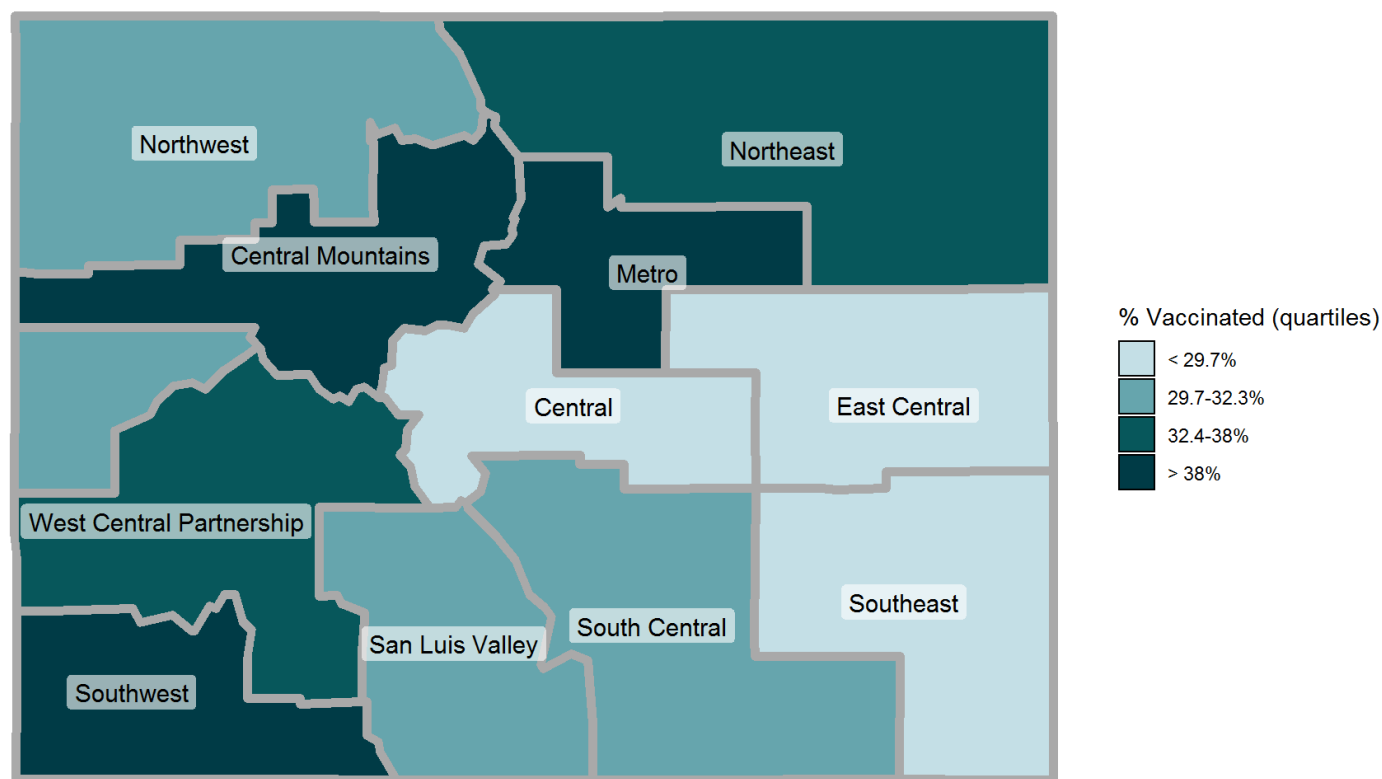 Northwest
Northeast
Central Mountains
Metro
Central
East Central
West Central Partnership
Southeast
South Central
San Luis Valley
Southwest
% Vaccinated (quartiles)
< 29.7%
29.7-32.3%
32.4-38%
> 38%